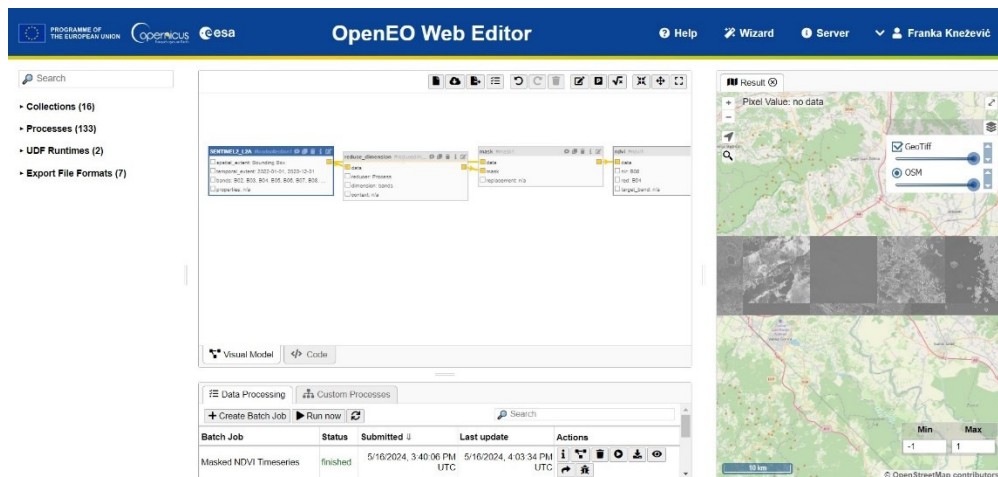 PROGRAMME OF
THE EUROPEAN UNION
Copernicus
esa
OpenEO Web Editor
Help
Wizard
Server
Franka Knežević
Search
Collections (16)
Processes (133)
UDF Runtimes (2)
Export File Formats (7)
SENTINEL2_L2A
spatial_extent: Bounding Box
temporal_extent: 2022-01-01, 2023-12-31
bands: B02, B03, B04, B05, B06, B07, B08, ...
properties: n/a
reduce_dimension
data
reducer: Process
dimension: bands
context: n/a
mask
data
mask
replacement: n/a
ndvi
data
nir: B08
red: B04
target_band: n/a
Visual Model
Code
Data Processing
Custom Processes
Create Batch Job
Run now
Search
Batch Job Status Submitted Last update Actions
Masked NDVI Timeseries finished 5/16/2024, 3:40:06 PM UTC 5/16/2024, 4:03:34 PM UTC
Result
Pixel Value: no data
GeoTiff
OSM
Min Max
-1 1
10 km
© OpenStreetMap contributors